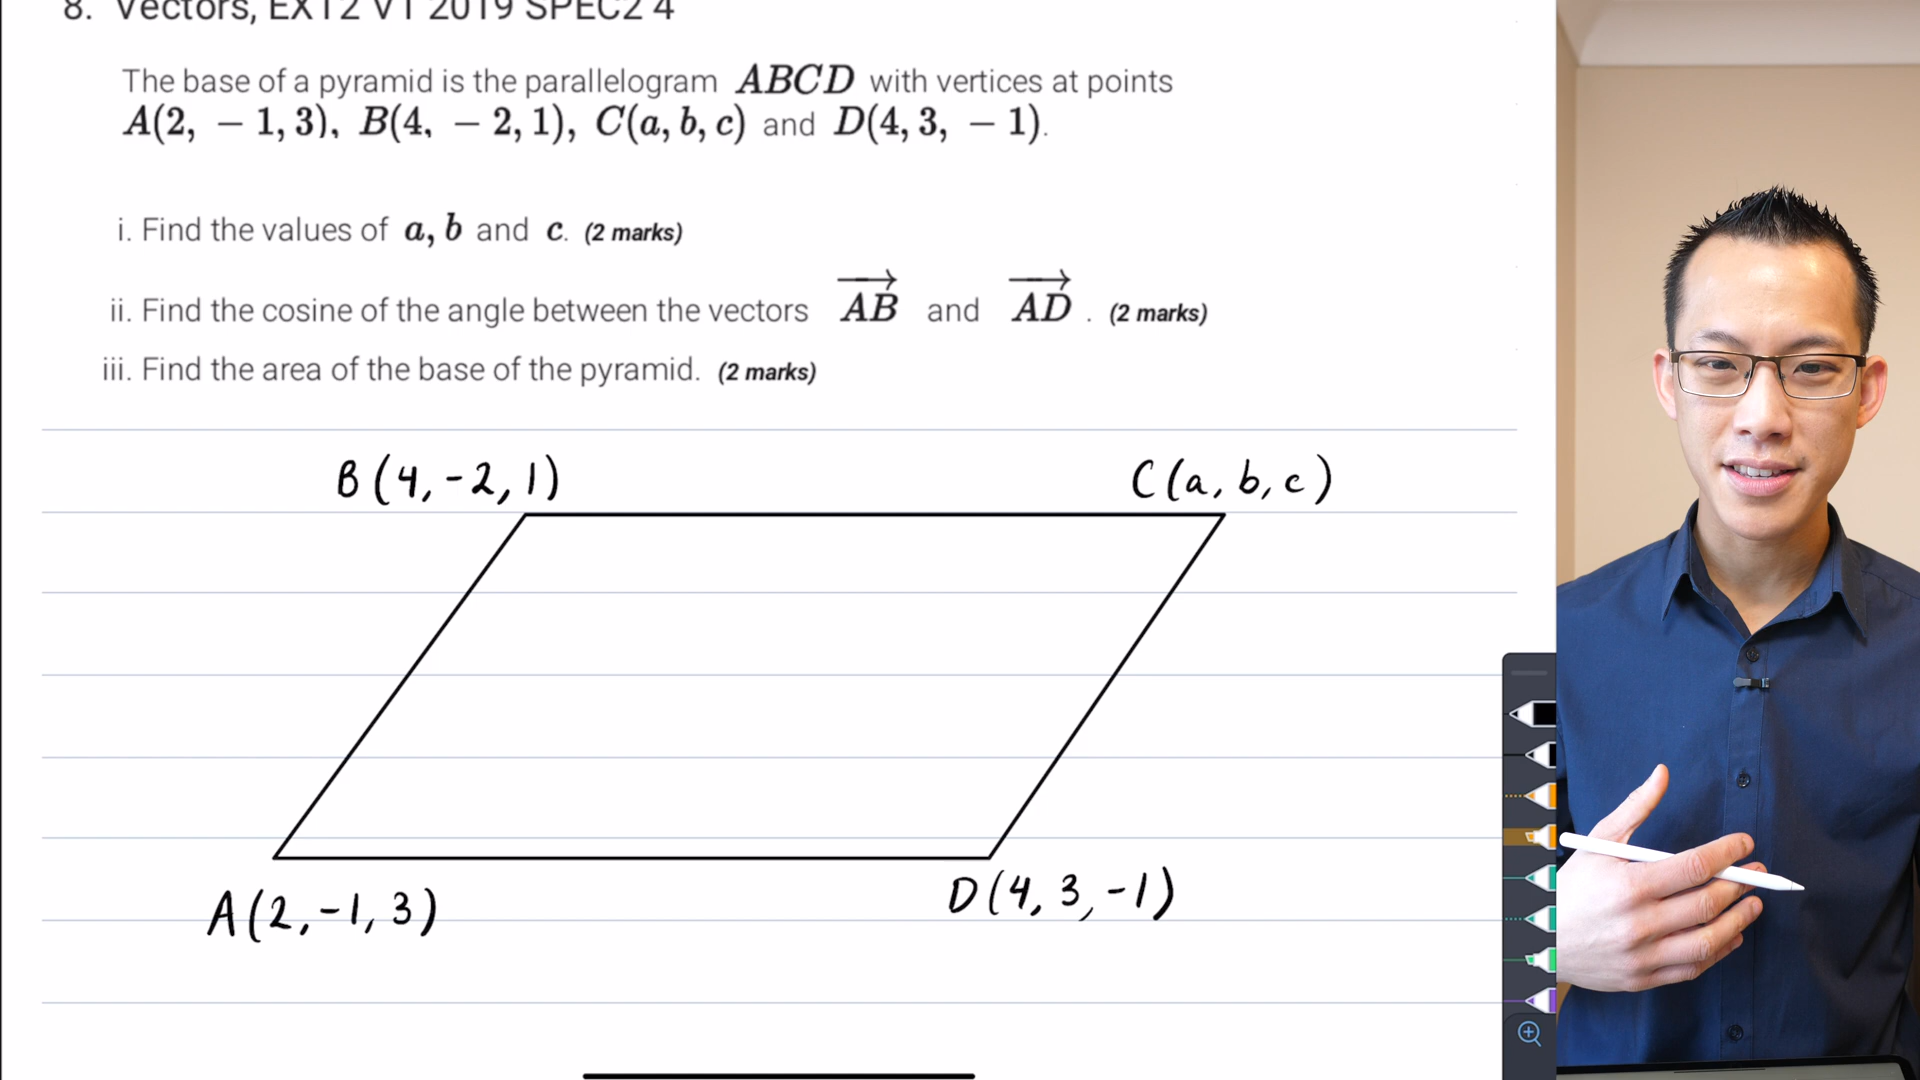 8. Vectors, EXT2 V1 2019 SPEC2 4
The base of a pyramid is the parallelogram ABCD with vertices at points
A(2, − 1, 3), B(4, − 2, 1), C(a, b, c) and D(4, 3, − 1).
i. Find the values of a, b and c. (2 marks)
ii. Find the cosine of the angle between the vectors \overrightarrow{AB} and \overrightarrow{AD} . (2 marks)
iii. Find the area of the base of the pyramid. (2 marks)
B(4, -2, 1) C(a, b, c)
A(2, -1, 3) D(4, 3, -1)